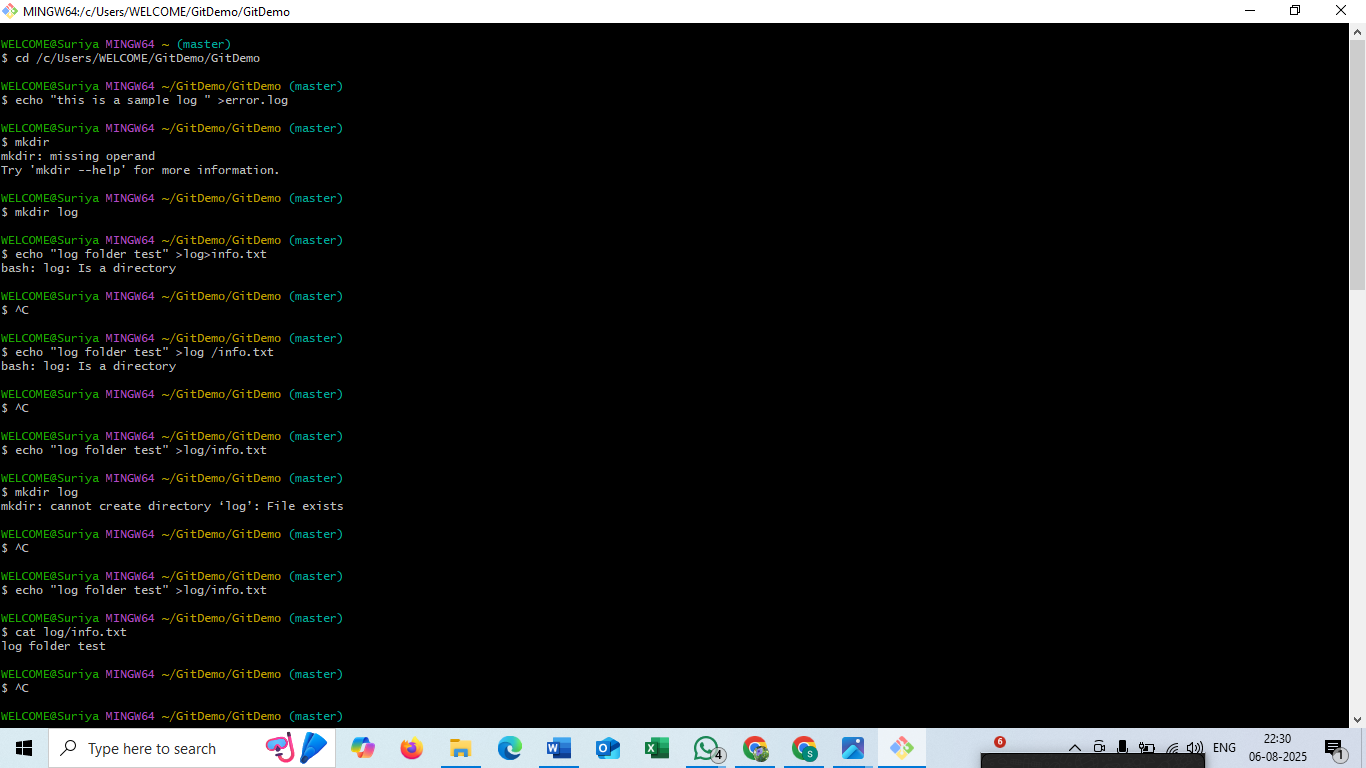 MINGW64:/c/Users/WELCOME/GitDemo/GitDemo
WELCOME@Suriya MINGW64 ~ (master)
$ cd /c/Users/WELCOME/GitDemo/GitDemo
WELCOME@Suriya MINGW64 ~/GitDemo/GitDemo (master)
$ echo "this is a sample log " >error.log
WELCOME@Suriya MINGW64 ~/GitDemo/GitDemo (master)
$ mkdir
mkdir: missing operand
Try 'mkdir --help' for more information.
WELCOME@Suriya MINGW64 ~/GitDemo/GitDemo (master)
$ mkdir log
WELCOME@Suriya MINGW64 ~/GitDemo/GitDemo (master)
$ echo "log folder test" >log>info.txt
bash: log: Is a directory
WELCOME@Suriya MINGW64 ~/GitDemo/GitDemo (master)
$ ^C
WELCOME@Suriya MINGW64 ~/GitDemo/GitDemo (master)
$ echo "log folder test" >log /info.txt
bash: log: Is a directory
WELCOME@Suriya MINGW64 ~/GitDemo/GitDemo (master)
$ ^C
WELCOME@Suriya MINGW64 ~/GitDemo/GitDemo (master)
$ echo "log folder test" >log/info.txt
WELCOME@Suriya MINGW64 ~/GitDemo/GitDemo (master)
$ mkdir log
mkdir: cannot create directory ‘log’: File exists
WELCOME@Suriya MINGW64 ~/GitDemo/GitDemo (master)
$ ^C
WELCOME@Suriya MINGW64 ~/GitDemo/GitDemo (master)
$ echo "log folder test" >log/info.txt
WELCOME@Suriya MINGW64 ~/GitDemo/GitDemo (master)
$ cat log/info.txt
log folder test
WELCOME@Suriya MINGW64 ~/GitDemo/GitDemo (master)
$ ^C
WELCOME@Suriya MINGW64 ~/GitDemo/GitDemo (master)
Type here to search
4
S
6
ENG
22:30
06-08-2025
1